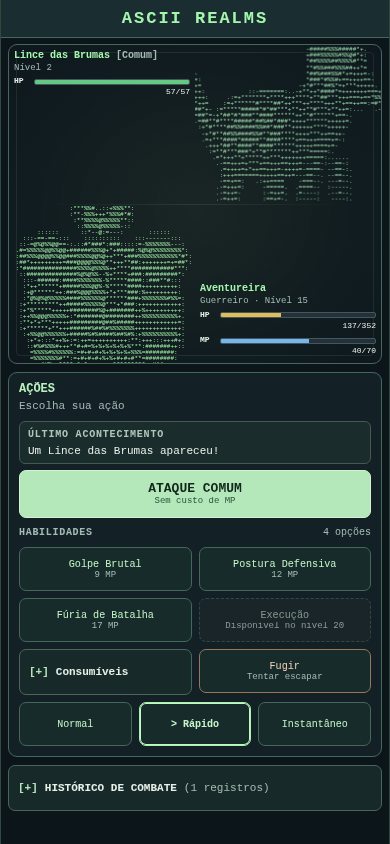 ASCII REALMS
Lince das Brumas [Comum]
Nível 2
HP
57/57
Aventureira
Guerreiro · Nível 15
HP
137/352
MP
40/70
AÇÕES
Escolha sua ação
ÚLTIMO ACONTECIMENTO
Um Lince das Brumas apareceu!
ATAQUE COMUM
Sem custo de MP
HABILIDADES 4 opções
Golpe Brutal
9 MP
Postura Defensiva
12 MP
Fúria de Batalha
17 MP
Execução
Disponível no nível 20
[+] Consumíveis
Fugir
Tentar escapar
Normal
> Rápido
Instantâneo
[+] HISTÓRICO DE COMBATE (1 registros)